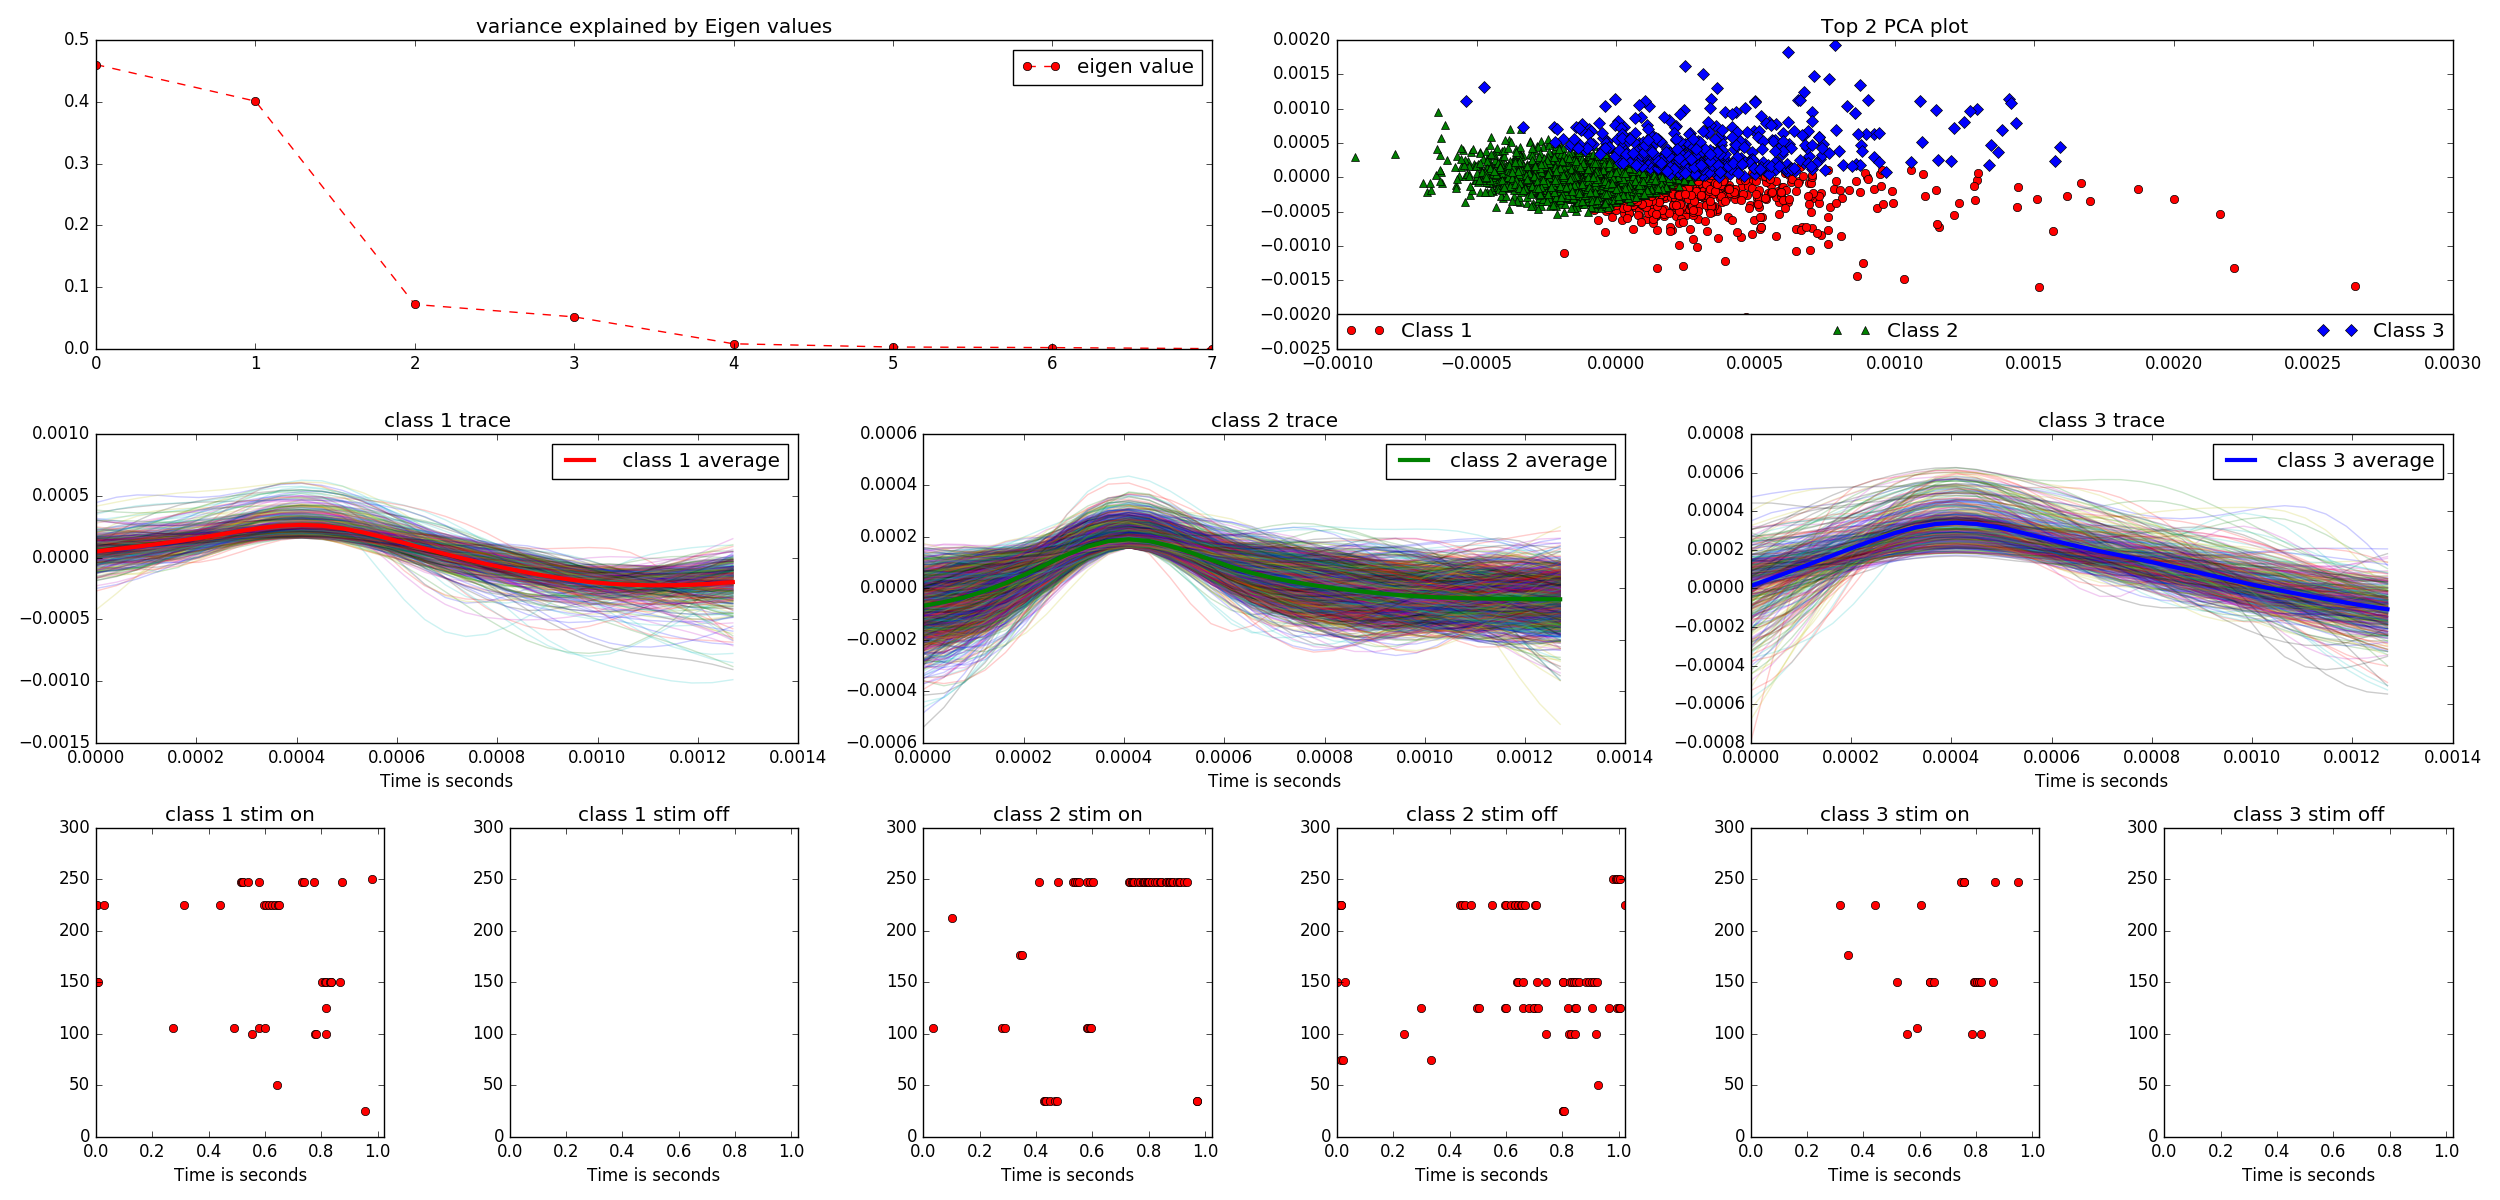 variance explained by Eigen values
0.5
0.4
0.3
0.2
0.1
0.0
0 1 2 3 4 5 6 7
eigen value
Top 2 PCA plot
0.0020
0.0015
0.0010
0.0005
0.0000
−0.0005
−0.0010
−0.0015
−0.0020
−0.0025
−0.0010 −0.0005 0.0000 0.0005 0.0010 0.0015 0.0020 0.0025 0.0030
Class 1 Class 2 Class 3
class 1 trace
0.0010
0.0005
0.0000
−0.0005
−0.0010
−0.0015
0.0000 0.0002 0.0004 0.0006 0.0008 0.0010 0.0012 0.0014
Time is seconds
class 1 average
class 2 trace
0.0006
0.0004
0.0002
0.0000
−0.0002
−0.0004
−0.0006
0.0000 0.0002 0.0004 0.0006 0.0008 0.0010 0.0012 0.0014
Time is seconds
class 2 average
class 3 trace
0.0008
0.0006
0.0004
0.0002
0.0000
−0.0002
−0.0004
−0.0006
−0.0008
0.0000 0.0002 0.0004 0.0006 0.0008 0.0010 0.0012 0.0014
Time is seconds
class 3 average
class 1 stim on
300
250
200
150
100
50
0
0.0 0.2 0.4 0.6 0.8 1.0
Time is seconds
class 1 stim off
300
250
200
150
100
50
0
0.0 0.2 0.4 0.6 0.8 1.0
Time is seconds
class 2 stim on
300
250
200
150
100
50
0
0.0 0.2 0.4 0.6 0.8 1.0
Time is seconds
class 2 stim off
300
250
200
150
100
50
0
0.0 0.2 0.4 0.6 0.8 1.0
Time is seconds
class 3 stim on
300
250
200
150
100
50
0
0.0 0.2 0.4 0.6 0.8 1.0
Time is seconds
class 3 stim off
300
250
200
150
100
50
0
0.0 0.2 0.4 0.6 0.8 1.0
Time is seconds